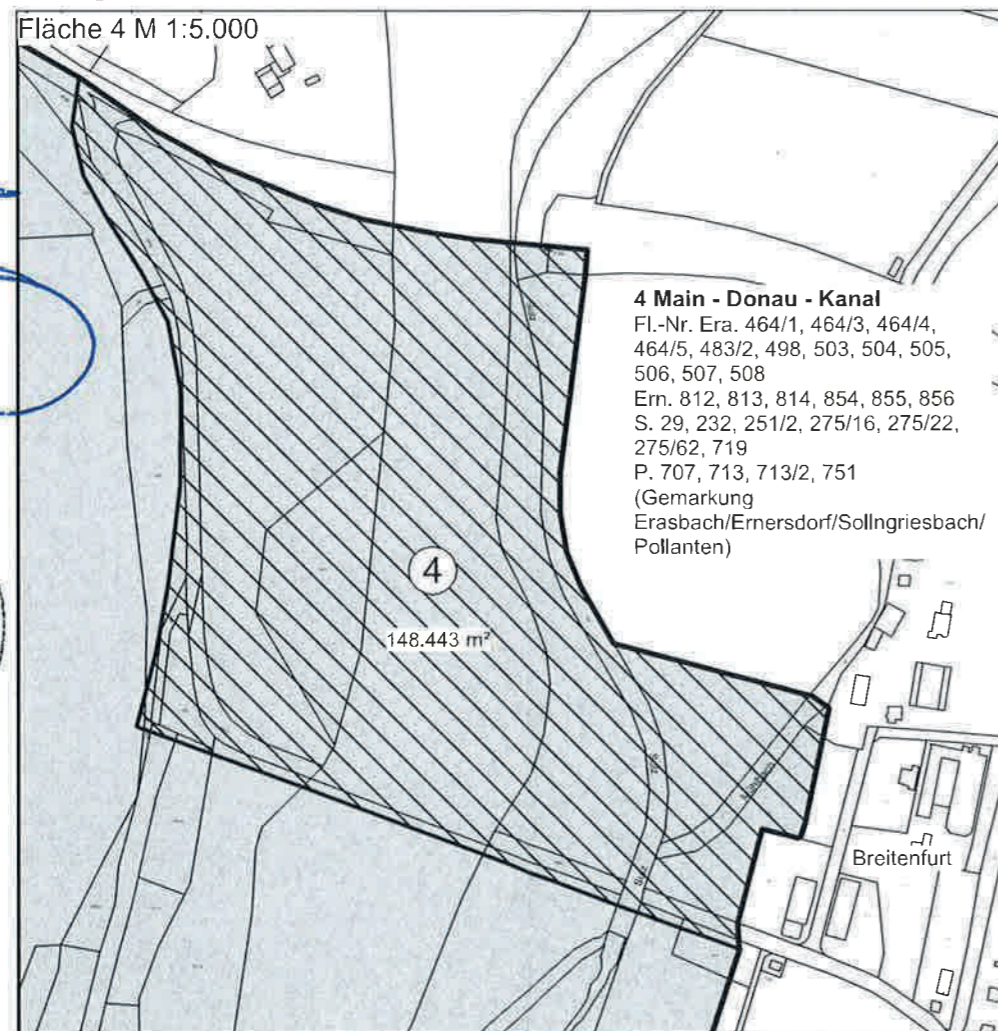 Fläche 4 M 1:5.000
4 Main - Donau - Kanal
Fl.-Nr. Era. 464/1, 464/3, 464/4,
464/5, 483/2, 498, 503, 504, 505,
506, 507, 508
Ern. 812, 813, 814, 854, 855, 856
S. 29, 232, 251/2, 275/16, 275/22,
275/62, 719
P. 707, 713, 713/2, 751
(Gemarkung
Erasbach/Ernersdorf/Sollngriesbach/
Pollanten)
4
148.443 m²
Breitenfurt